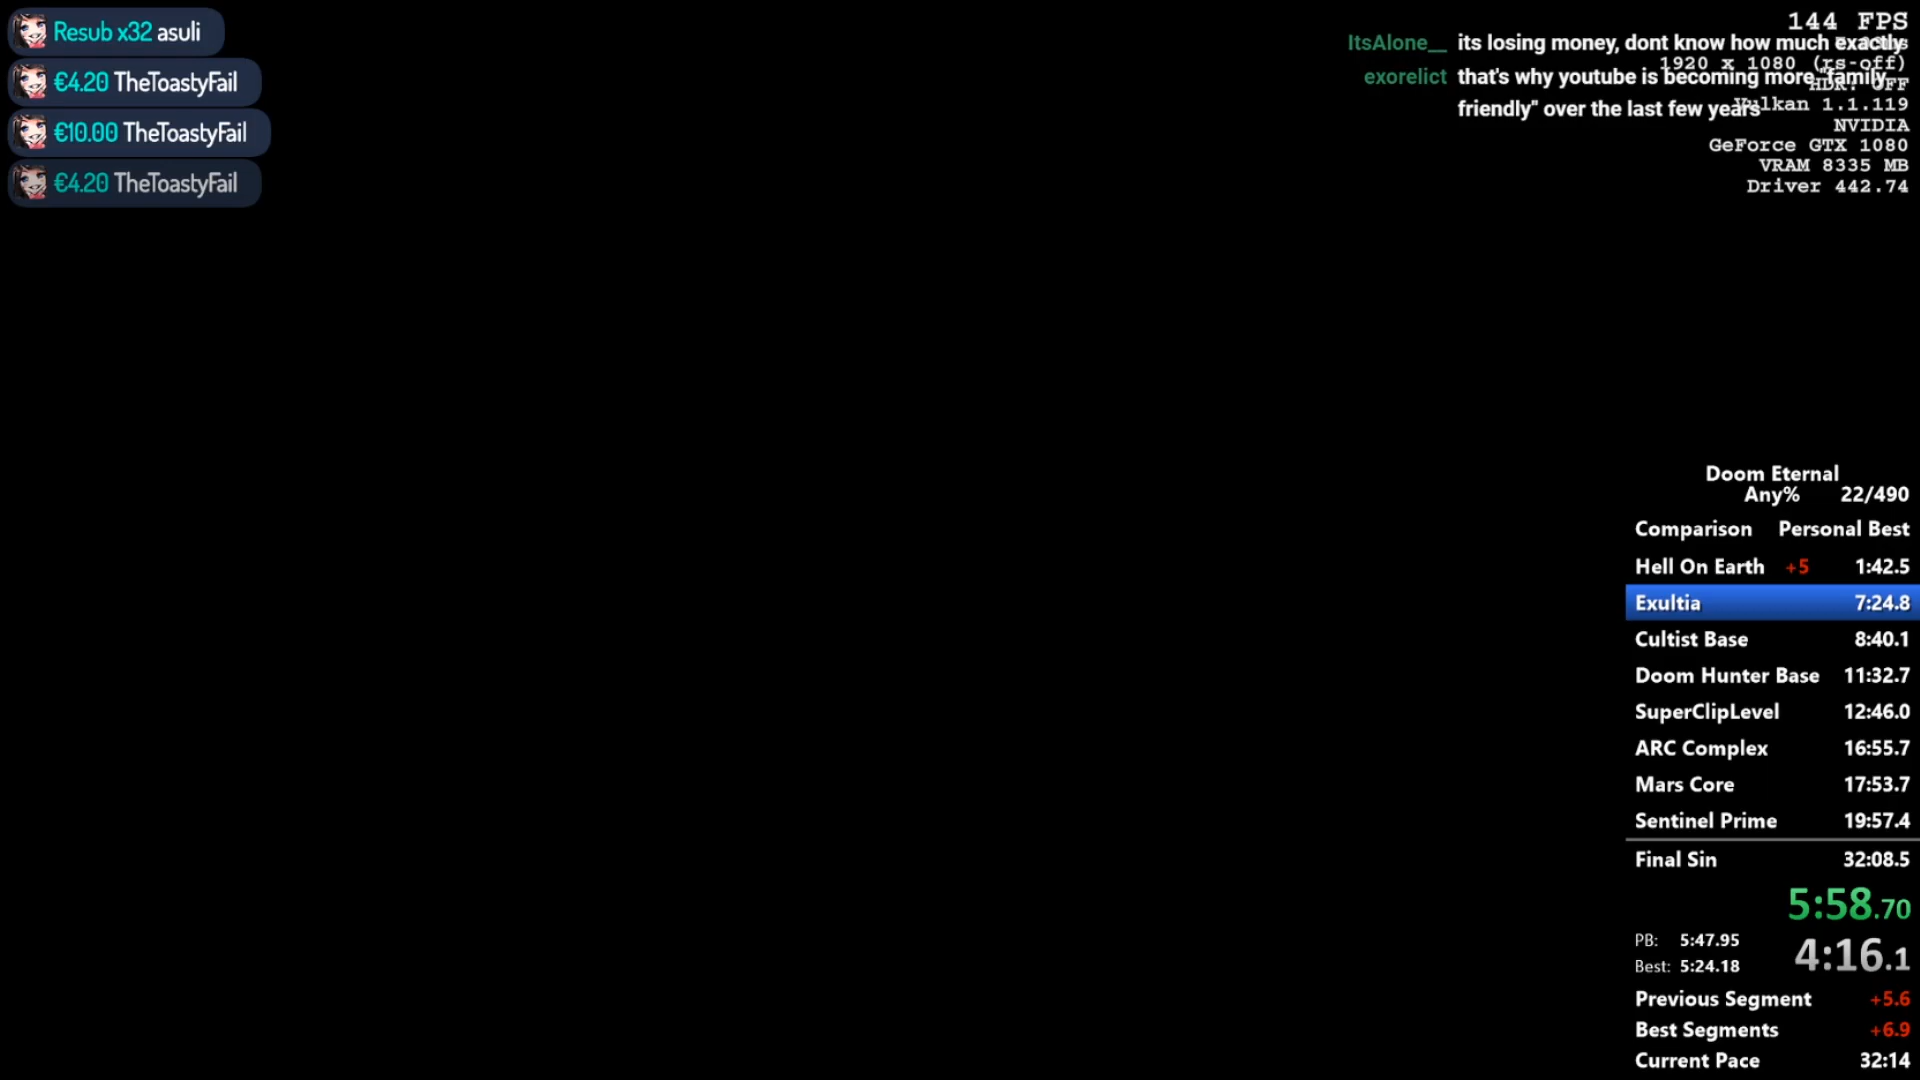 Resub x32 asuli
€4.20 TheToastyFail
€10.00 TheToastyFail
€4.20 TheToastyFail
144 FPS
ItsAlone__ its losing money, dont know how much exactly
1920 x 1080 (rs-off)
exorelict that's why youtube is becoming more "family
HDR: OFF
friendly" over the last few years
Vulkan 1.1.119
NVIDIA
GeForce GTX 1080
VRAM 8335 MB
Driver 442.74
Doom Eternal
Any% 22/490
Comparison Personal Best
Hell On Earth +5 1:42.5
Exultia 7:24.8
Cultist Base 8:40.1
Doom Hunter Base 11:32.7
SuperClipLevel 12:46.0
ARC Complex 16:55.7
Mars Core 17:53.7
Sentinel Prime 19:57.4
Final Sin 32:08.5
5:58.70
PB: 5:47.95
4:16.1
Best: 5:24.18
Previous Segment +5.6
Best Segments +6.9
Current Pace 32:14